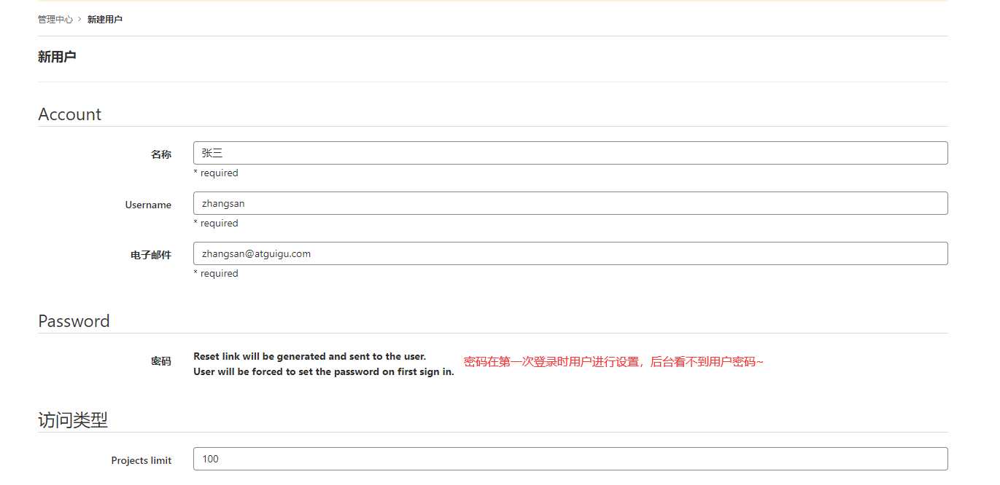 管理中心 > 新建用户
新用户
Account
名称
张三
* required
Username
zhangsan
* required
电子邮件
zhangsan@atguigu.com
* required
Password
密码
Reset link will be generated and sent to the user.
User will be forced to set the password on first sign in.
密码在第一次登录时用户进行设置，后台看不到用户密码~
访问类型
Projects limit
100